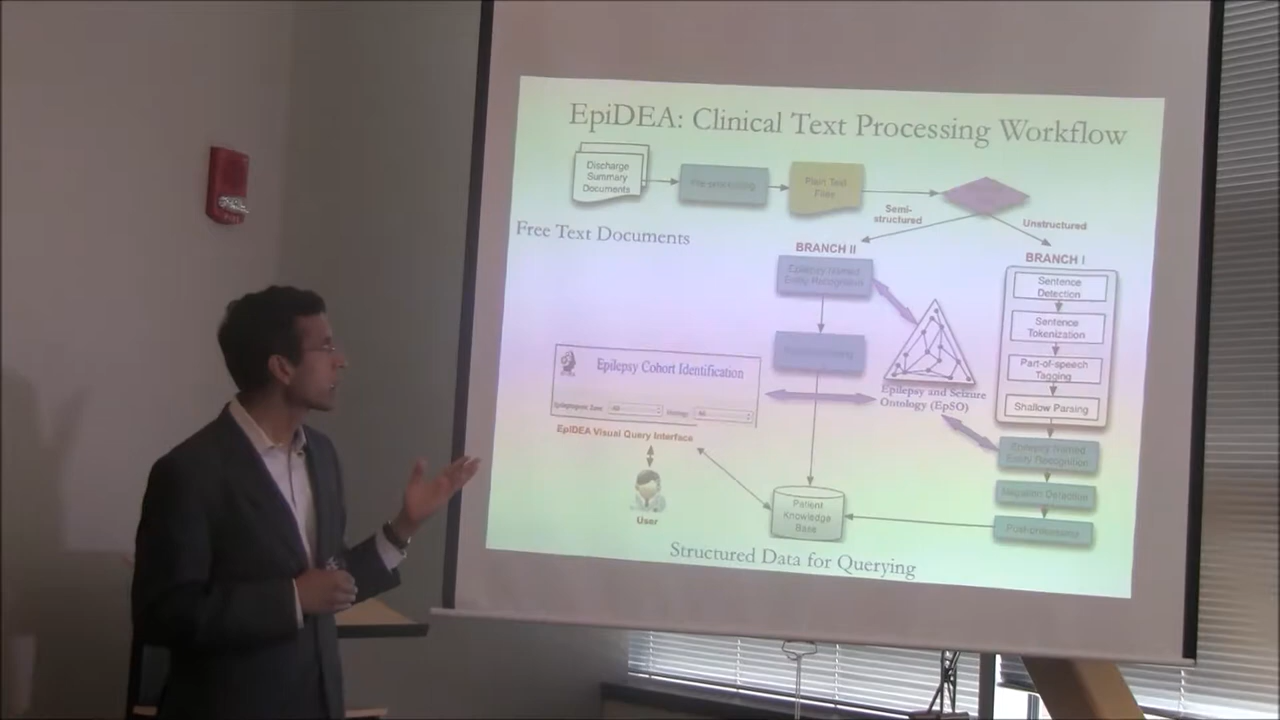 EpiDEA: Clinical Text Processing Workflow
Discharge
Summary
Documents
Pre-processing
Plain Text
Files
Semi-
structured
Unstructured
Free Text Documents
BRANCH II
BRANCH I
Epilepsy Named
Entity Recognition
Sentence
Detection
Sentence
Tokenization
Part-of-speech
Tagging
Shallow Parsing
Epilepsy Cohort Identification
Epilepsy and Seizure
Ontology (EpSO)
EpIDEA Visual Query Interface
Epilepsy Named
Entity Recognition
Negation Detection
Post-processing
User
Patient
Knowledge
Base
Structured Data for Querying
FIRE